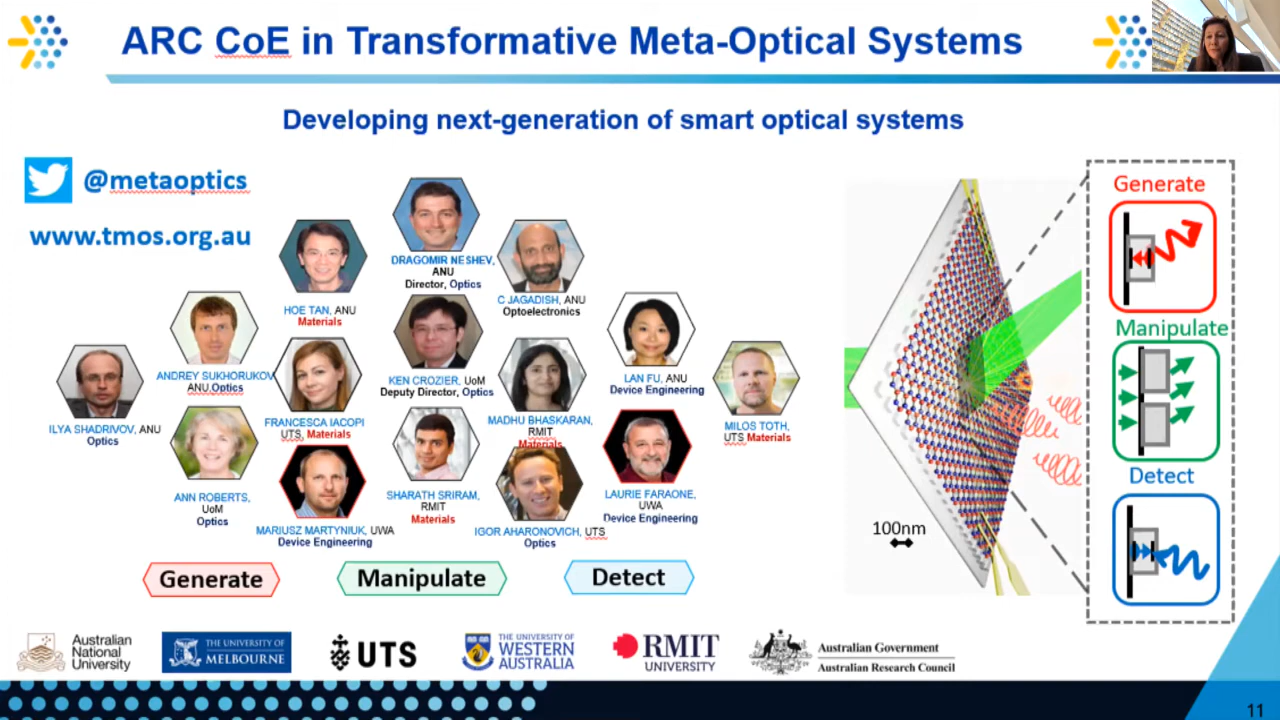 ARC CoE in Transformative Meta-Optical Systems
Developing next-generation of smart optical systems
@metaoptics
www.tmos.org.au
DRAGOMIR NESHEV,
ANU
Director, Optics
HOE TAN, ANU
Materials
C JAGADISH, ANU
Optoelectronics
ANDREY SUKHORUKOV
ANU,Optics
KEN CROZIER, UoM
Deputy Director, Optics
LAN FU, ANU
Device Engineering
ILYA SHADRIVOV, ANU
Optics
FRANCESCA IACOPI
UTS, Materials
MADHU BHASKARAN,
RMIT
Materials
MILOS TOTH,
UTS Materials
ANN ROBERTS,
UoM
Optics
SHARATH SRIRAM,
RMIT
Materials
LAURIE FARAONE,
UWA
Device Engineering
MARIUSZ MARTYNIUK, UWA
Device Engineering
IGOR AHARONOVICH, UTS
Optics
Generate
Manipulate
Detect
100nm
Generate
Manipulate
Detect
Australian
National
University
THE UNIVERSITY OF
MELBOURNE
UTS
THE UNIVERSITY OF
WESTERN
AUSTRALIA
RMIT
UNIVERSITY
Australian Government
Australian Research Council
11